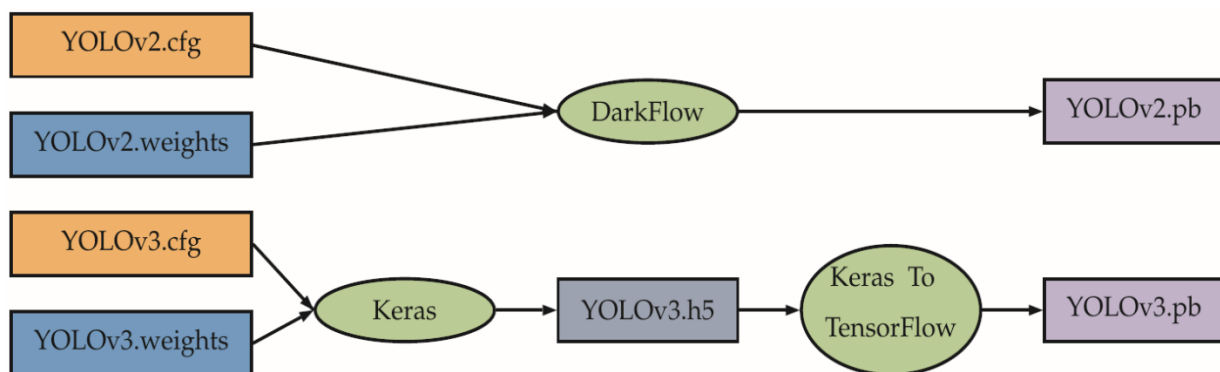 YOLOv2.cfg
DarkFlow
YOLOv2.pb
YOLOv2.weights
YOLOv3.cfg
Keras
YOLOv3.h5
Keras To
TensorFlow
YOLOv3.pb
YOLOv3.weights